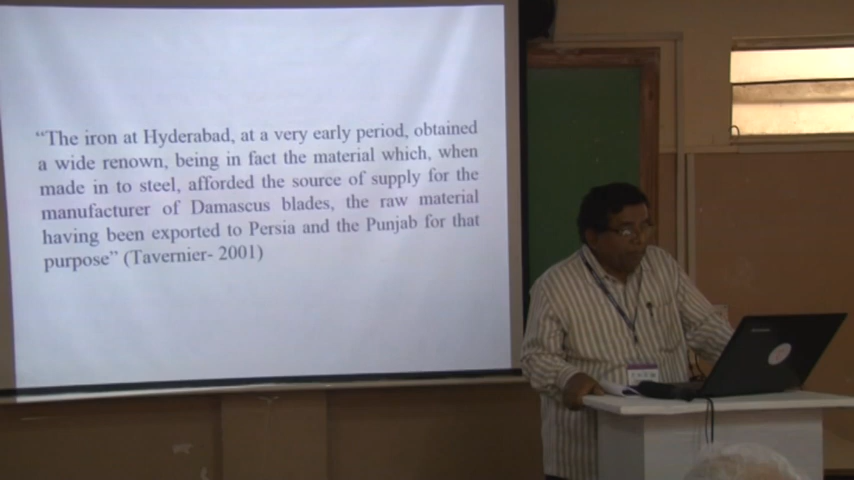 “The iron at Hyderabad, at a very early period, obtained
a wide renown, being in fact the material which, when
made in to steel, afforded the source of supply for the
manufacturer of Damascus blades, the raw material
having been exported to Persia and the Punjab for that
purpose” (Tavernier- 2001)